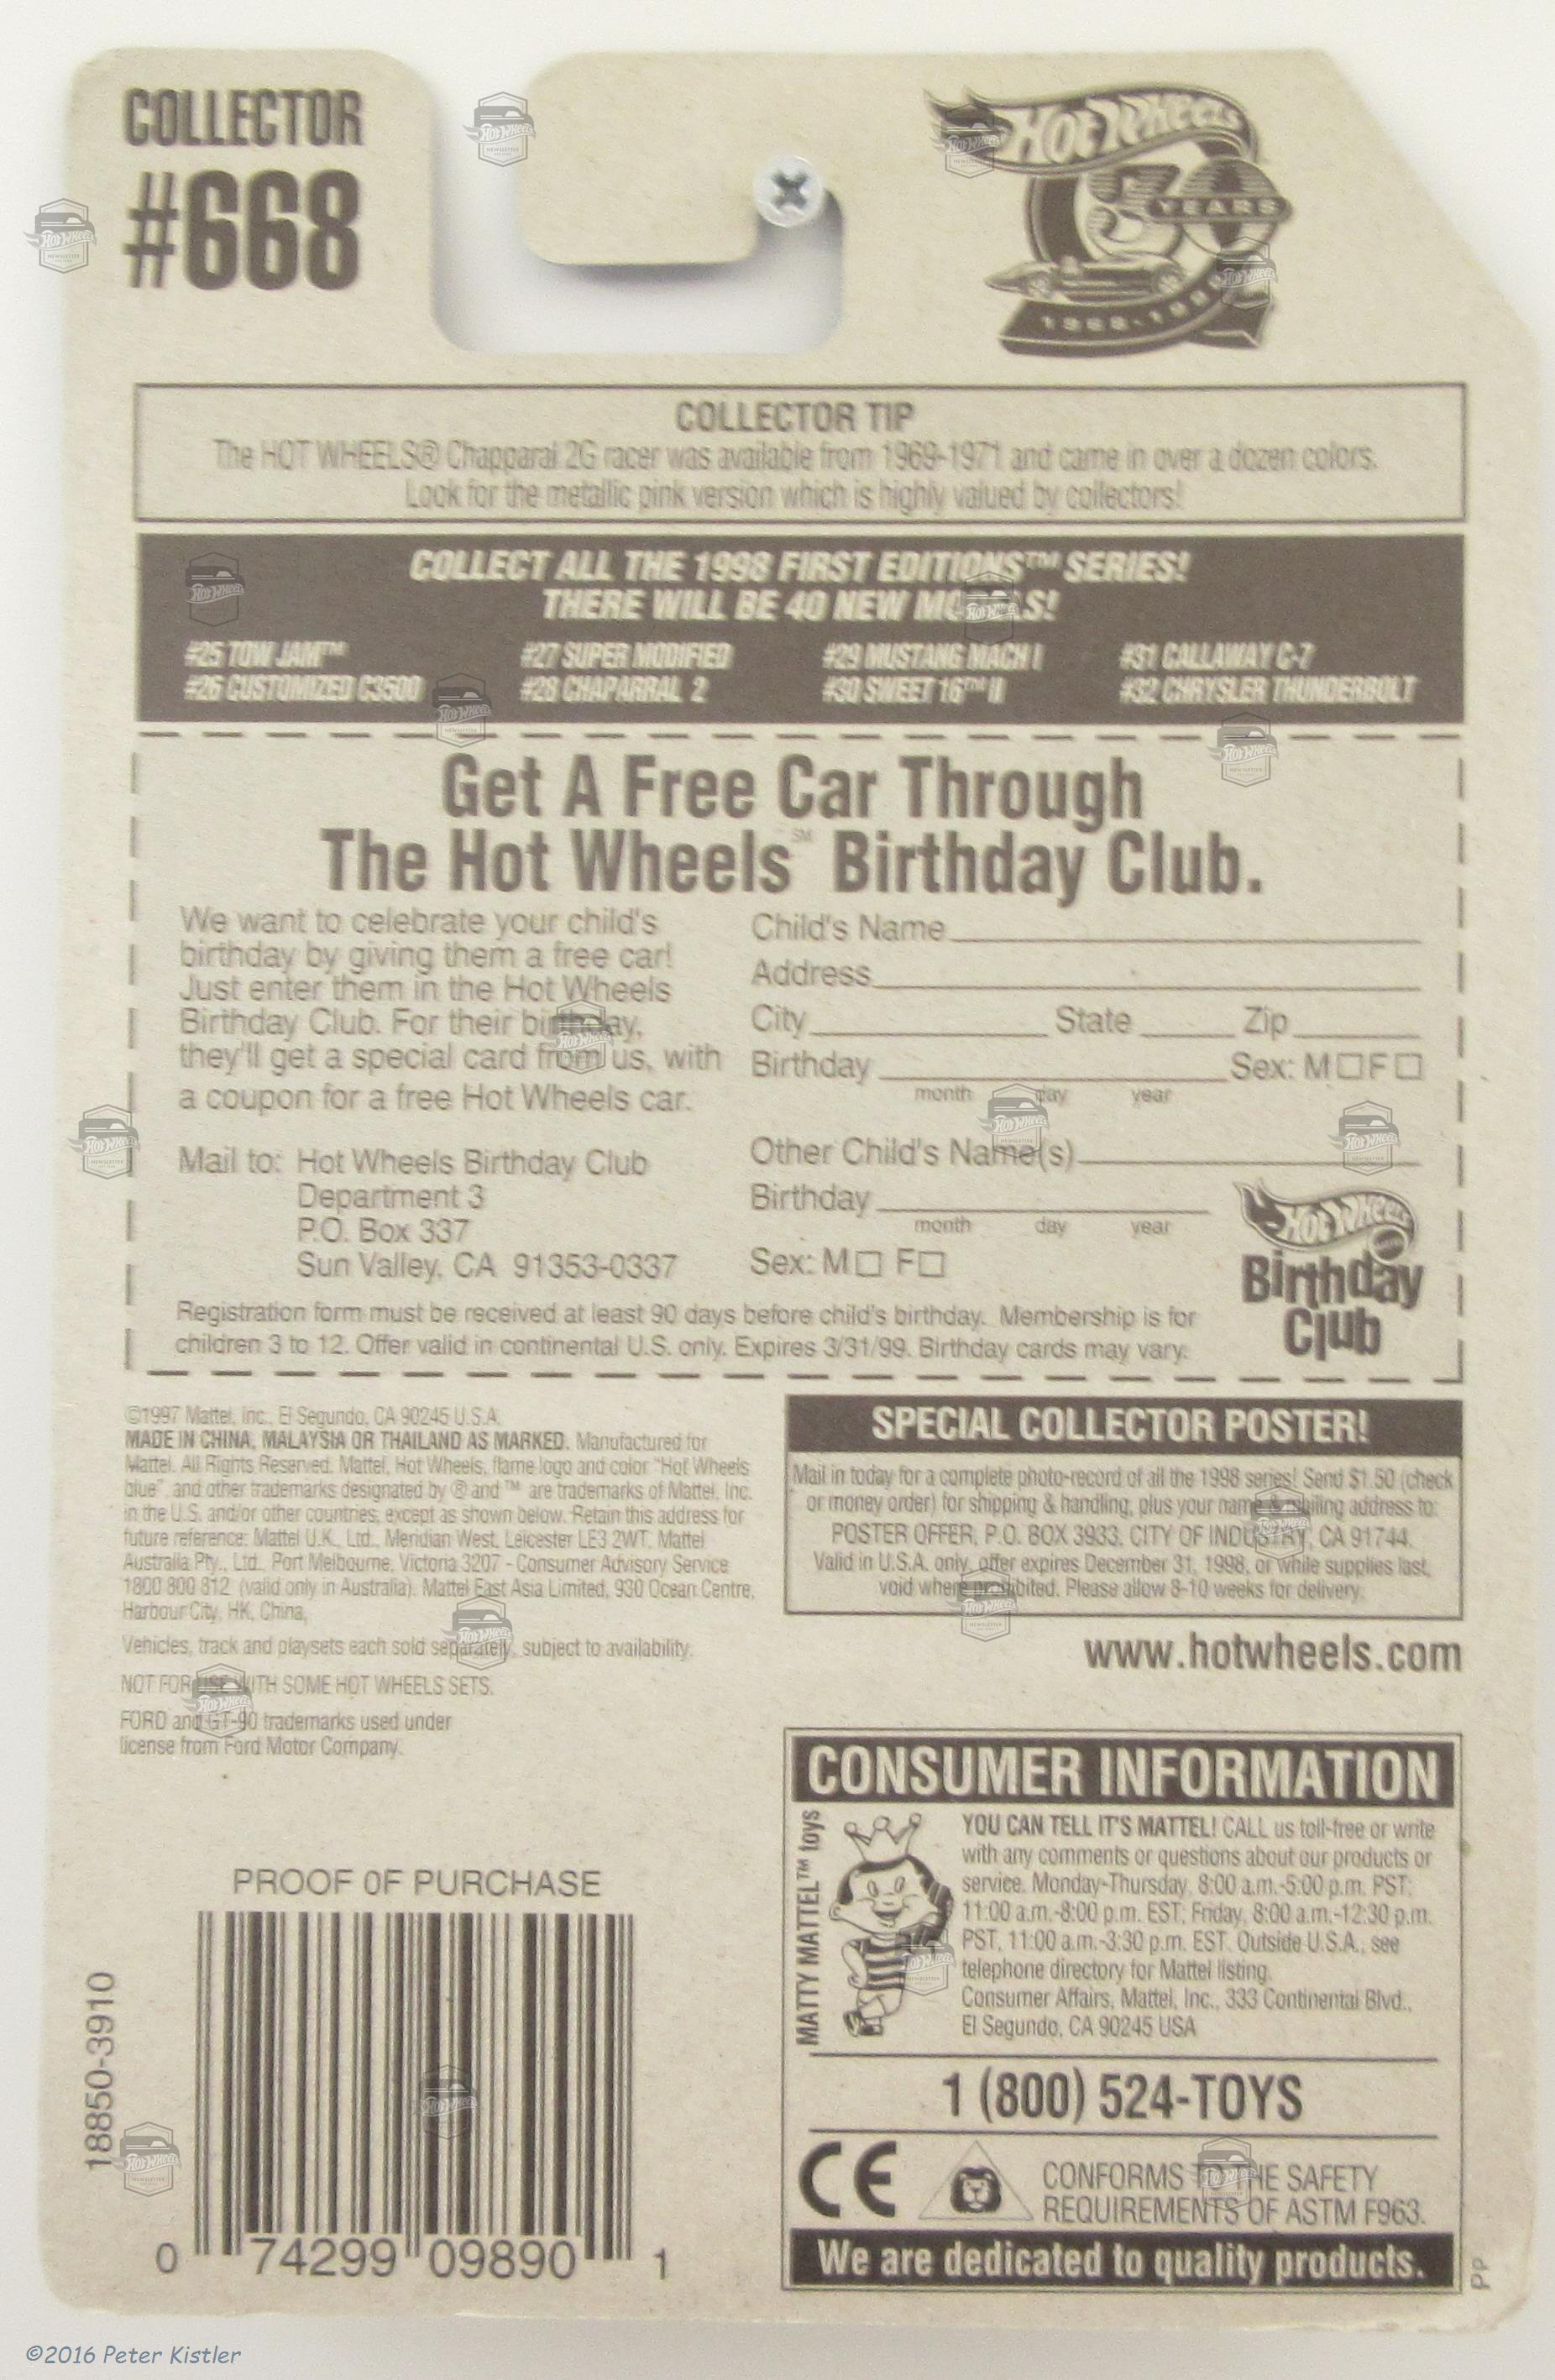 COLLECTOR
#668
Hot Wheels
30
YEARS
COLLECTOR TIP
The HOT WHEELS® Chapparal 2G racer was available from 1969-1971 and came in over a dozen colors.
Look for the metallic pink version which is highly valued by collectors!
COLLECT ALL THE 1998 FIRST EDITIONS™ SERIES!
THERE WILL BE 40 NEW MODELS!
#25 TOW JAM™ #27 SUPER MODIFIED #29 MUSTANG MACH I #31 CALLAWAY C-7
#26 CUSTOMIZED C3500 #28 CHAPARRAL 2 #30 SWEET 16™ II #32 CHRYSLER THUNDERBOLT
Get A Free Car Through
The Hot Wheels℠ Birthday Club.
We want to celebrate your child's
birthday by giving them a free car!
Just enter them in the Hot Wheels
Birthday Club. For their birthday,
they'll get a special card from us, with
a coupon for a free Hot Wheels car.
Mail to: Hot Wheels Birthday Club
Department 3
P.O. Box 337
Sun Valley, CA 91353-0337
Child's Name
Address
City State Zip
Birthday Sex: M☐ F☐
month day year
Other Child's Name(s)
Birthday
month day year
Sex: M☐ F☐
Hot Wheels
Birthday
Club
Registration form must be received at least 90 days before child's birthday. Membership is for
children 3 to 12. Offer valid in continental U.S. only. Expires 3/31/99. Birthday cards may vary.
©1997 Mattel, Inc., El Segundo, CA 90245 U.S.A.
MADE IN CHINA, MALAYSIA OR THAILAND AS MARKED. Manufactured for
Mattel. All Rights Reserved. Mattel, Hot Wheels, flame logo and color "Hot Wheels
blue" and other trademarks designated by ® and ™ are trademarks of Mattel, Inc.
in the U.S. and/or other countries, except as shown below. Retain this address for
future reference: Mattel U.K., Ltd., Meridian West, Leicester LE3 2WT. Mattel
Australia Pty., Ltd., Port Melbourne, Victoria 3207 - Consumer Advisory Service
1800 800 812 (valid only in Australia). Mattel East Asia Limited, 930 Ocean Centre,
Harbour City, HK, China,
Vehicles, track and playsets each sold separately, subject to availability.
NOT FOR USE WITH SOME HOT WHEELS SETS.
FORD and GT-90 trademarks used under
license from Ford Motor Company.
SPECIAL COLLECTOR POSTER!
Mail in today for a complete photo-record of all the 1998 series! Send $1.50 (check
or money order) for shipping & handling, plus your name & mailing address to:
POSTER OFFER, P.O. BOX 3933, CITY OF INDUSTRY, CA 91744.
Valid in U.S.A. only, offer expires December 31, 1998, or while supplies last,
void where prohibited. Please allow 8-10 weeks for delivery.
www.hotwheels.com
CONSUMER INFORMATION
MATTY MATTEL™ toys
YOU CAN TELL IT'S MATTEL! CALL us toll-free or write
with any comments or questions about our products or
service. Monday-Thursday, 8:00 a.m.-5:00 p.m. PST;
11:00 a.m.-8:00 p.m. EST; Friday, 8:00 a.m.-12:30 p.m.
PST, 11:00 a.m.-3:30 p.m. EST. Outside U.S.A., see
telephone directory for Mattel listing.
Consumer Affairs, Mattel, Inc., 333 Continental Blvd.,
El Segundo, CA 90245 USA
1 (800) 524-TOYS
CE
CONFORMS TO THE SAFETY
REQUIREMENTS OF ASTM F963.
We are dedicated to quality products.
PP
PROOF OF PURCHASE
18850-3910
0 74299 09890 1
©2016 Peter Kistler